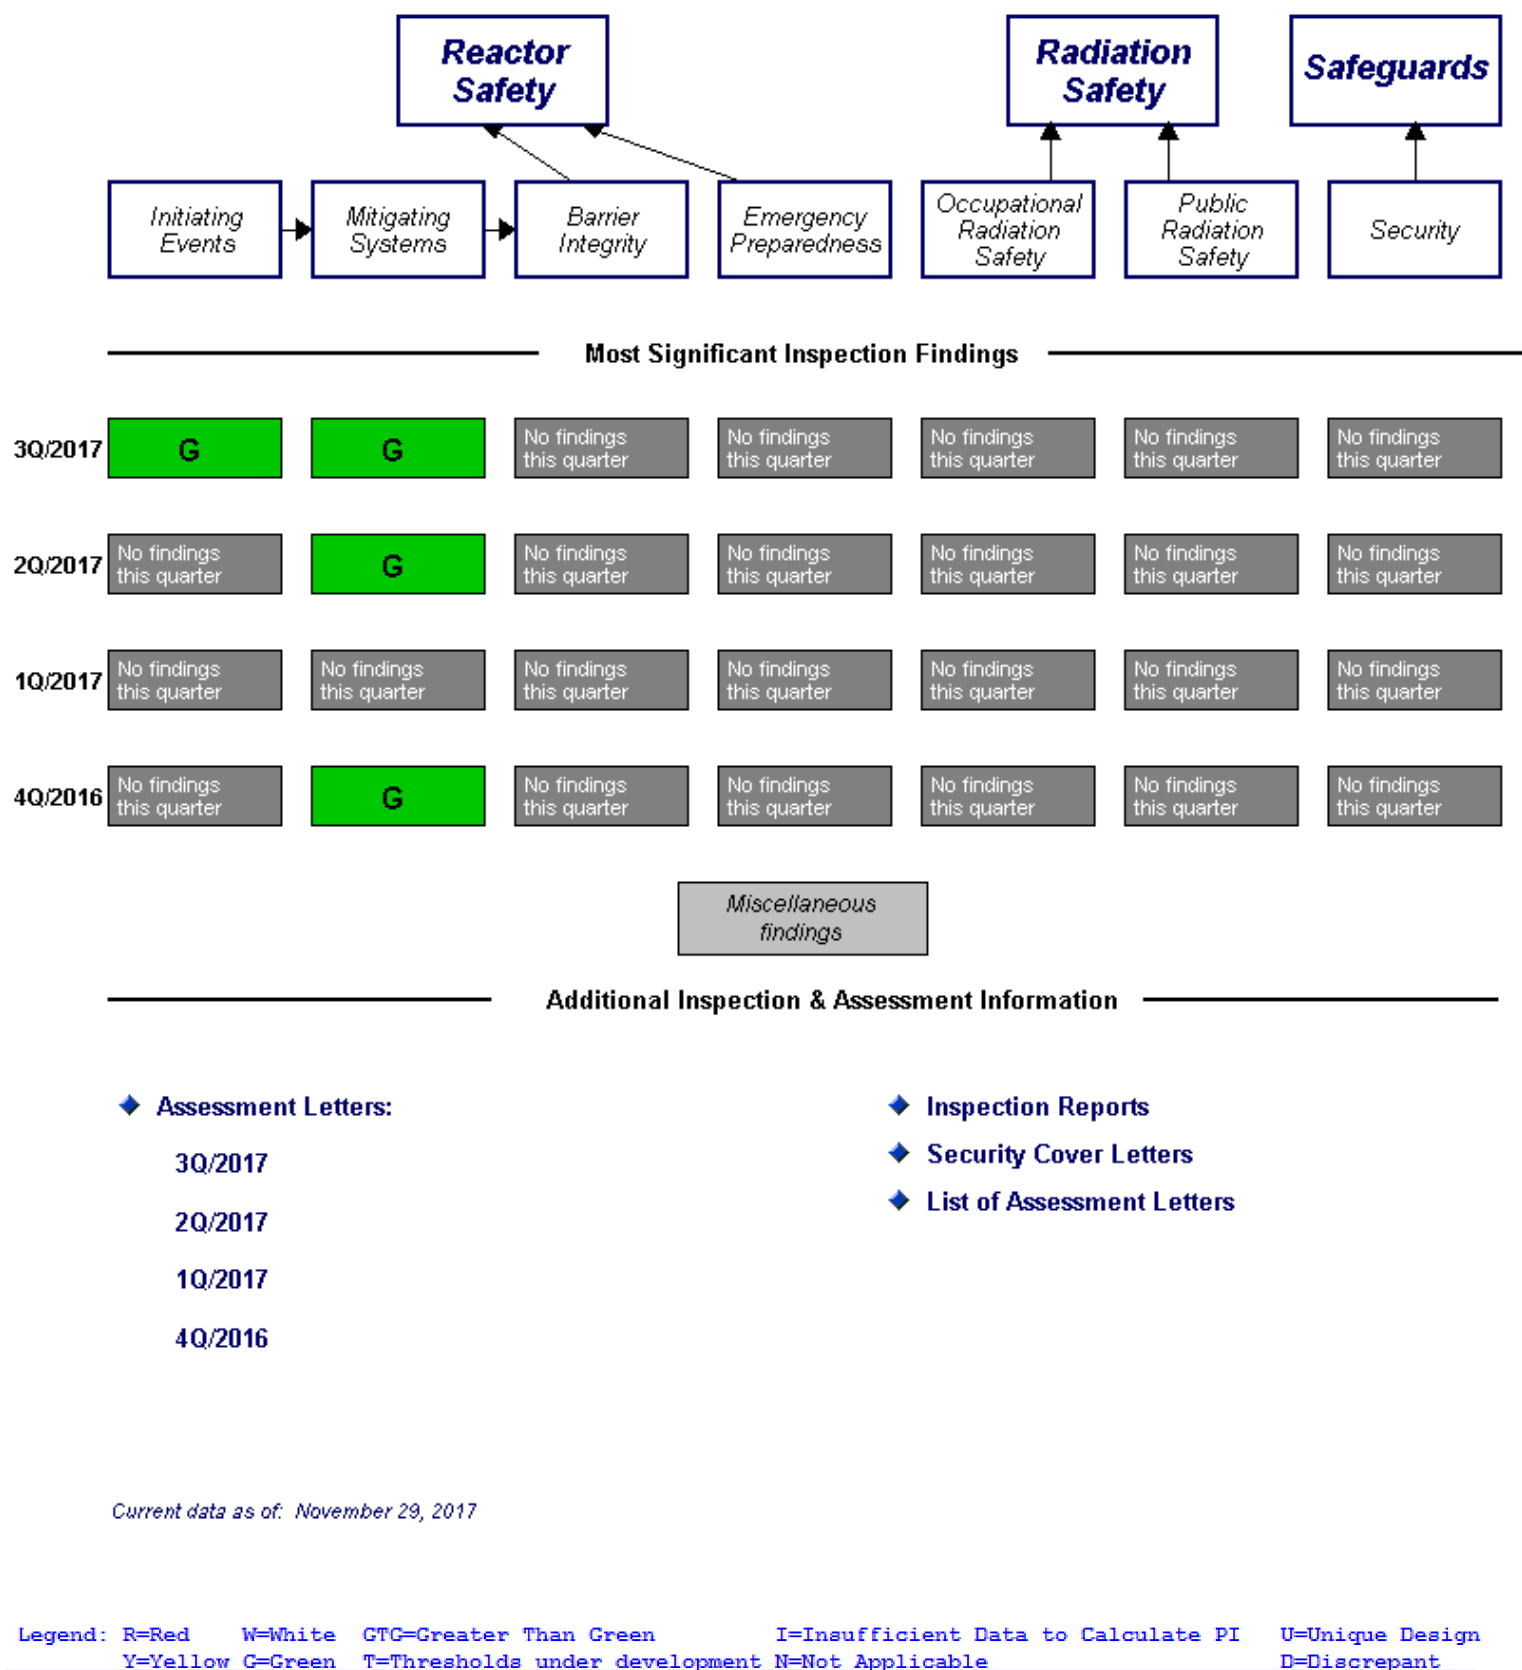 Reactor
Safety
Radiation
Safety
Safeguards
Initiating
Events
Mitigating
Systems
Barrier
Integrity
Emergency
Preparedness
Occupational
Radiation
Safety
Public
Radiation
Safety
Security
Most Significant Inspection Findings
3Q/2017
G
G
No findings
this quarter
No findings
this quarter
No findings
this quarter
No findings
this quarter
No findings
this quarter
2Q/2017
No findings
this quarter
G
No findings
this quarter
No findings
this quarter
No findings
this quarter
No findings
this quarter
No findings
this quarter
1Q/2017
No findings
this quarter
No findings
this quarter
No findings
this quarter
No findings
this quarter
No findings
this quarter
No findings
this quarter
No findings
this quarter
4Q/2016
No findings
this quarter
G
No findings
this quarter
No findings
this quarter
No findings
this quarter
No findings
this quarter
No findings
this quarter
Miscellaneous
findings
Additional Inspection & Assessment Information
Assessment Letters:
3Q/2017
2Q/2017
1Q/2017
4Q/2016
Inspection Reports
Security Cover Letters
List of Assessment Letters
Current data as of: November 29, 2017
Legend: R=Red W=White GTG=Greater Than Green I=Insufficient Data to Calculate PI U=Unique Design
Y=Yellow G=Green T=Thresholds under development N=Not Applicable D=Discrepant